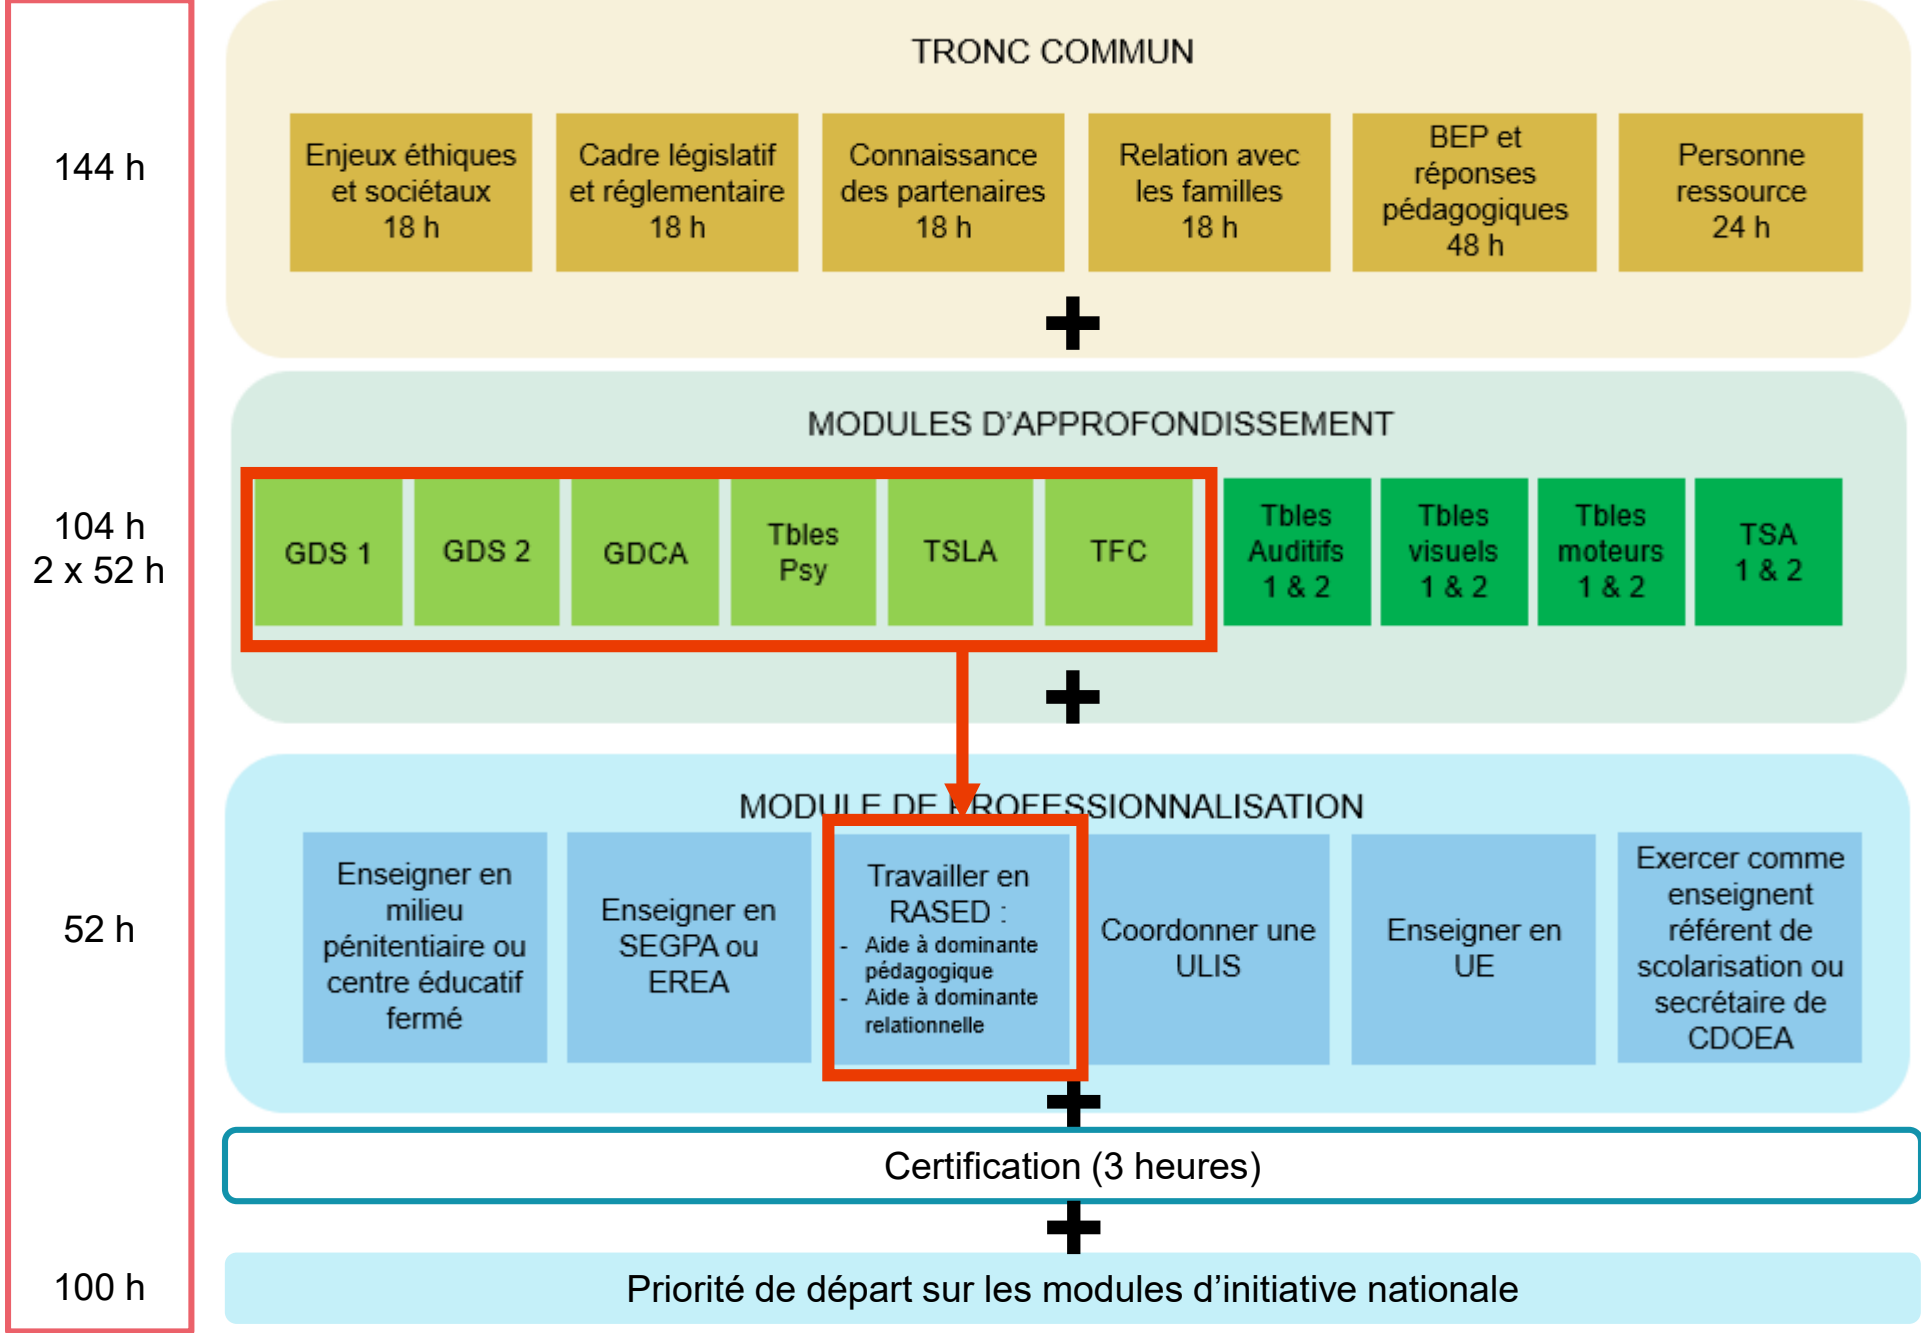 TRONC COMMUN
144 h
Enjeux éthiques
et sociétaux
18 h
Cadre législatif
et réglementaire
18 h
Connaissance
des partenaires
18 h
Relation avec
les familles
18 h
BEP et
réponses
pédagogiques
48 h
Personne
ressource
24 h
+
MODULES D'APPROFONDISSEMENT
104 h
2 x 52 h
GDS 1
GDS 2
GDCA
Tbles
Psy
TSLA
TFC
Tbles
Auditifs
1 & 2
Tbles
visuels
1 & 2
Tbles
moteurs
1 & 2
TSA
1 & 2
+
MODULE DE PROFESSIONNALISATION
52 h
Enseigner en
milieu
pénitentiaire ou
centre éducatif
fermé
Enseigner en
SEGPA ou
EREA
Travailler en
RASED :
- Aide à dominante
pédagogique
- Aide à dominante
relationnelle
Coordonner une
ULIS
Enseigner en
UE
Exercer comme
enseignent
référent de
scolarisation ou
secrétaire de
CDOEA
+
Certification (3 heures)
+
100 h
Priorité de départ sur les modules d'initiative nationale